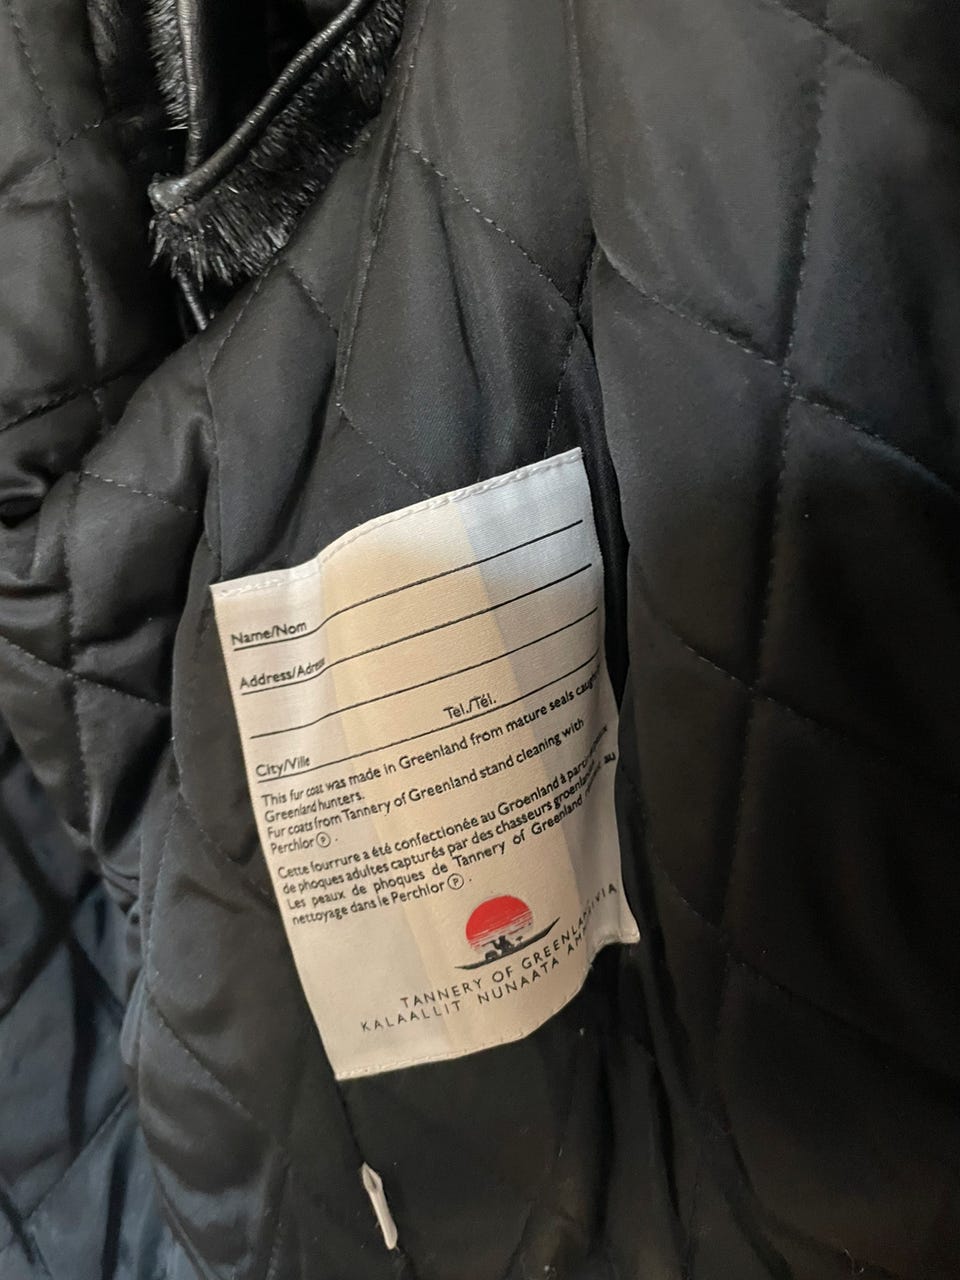 Name/Nom
Address/Adresse
Tel./Tél.
City/Ville
This fur coat was made in Greenland from mature seals caught
Greenland hunters.
Fur coats from Tannery of Greenland stand cleaning with
Perchlor Ⓟ.
Cette fourrure a été confectionée au Groenland à partir
de phoques adultes capturés par des chasseurs
Les peaux de phoques de Tannery of Greenland au
nettoyage dans le Perchlor Ⓟ.
TANNERY OF GREENLAND
KALAALLIT NUNAATA